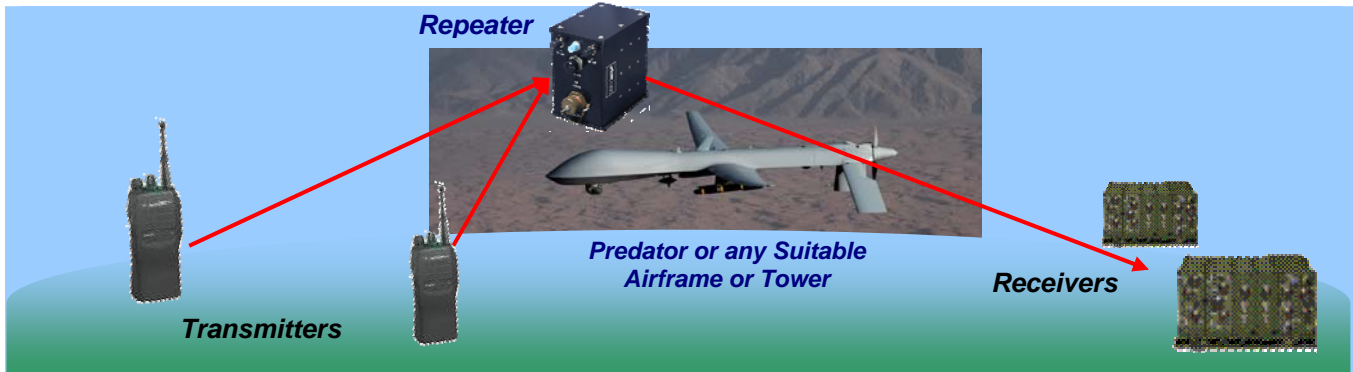 Repeater
Predator or any Suitable
Airframe or Tower
Receivers
Transmitters